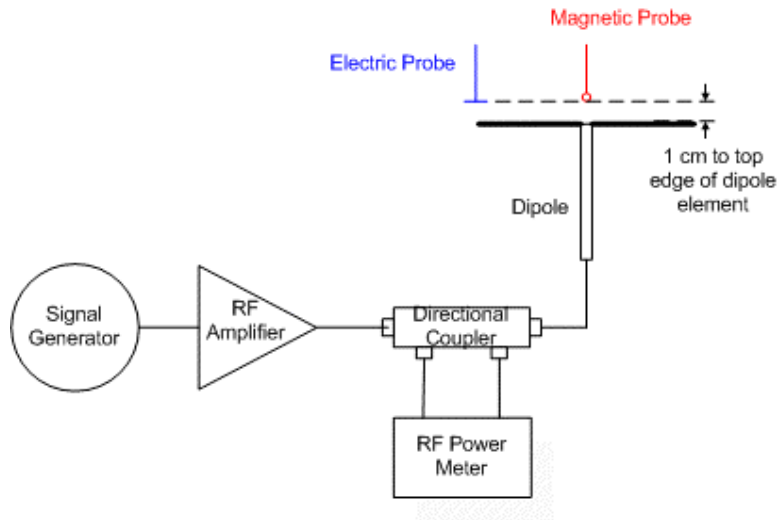 Magnetic Probe
Electric Probe
1 cm to top
edge of dipole
element
Dipole
Signal
Generator
RF
Amplifier
Directional
Coupler
RF Power
Meter